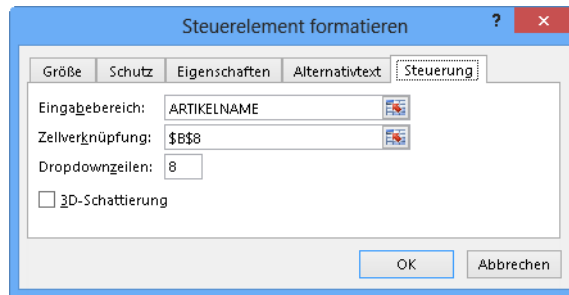 Steuerelement formatieren
Größe Schutz Eigenschaften Alternativtext Steuerung
Eingabebereich: ARTIKELNAME
Zellverknüpfung: $B$8
Dropdownzeilen: 8
3D-Schattierung
OK Abbrechen